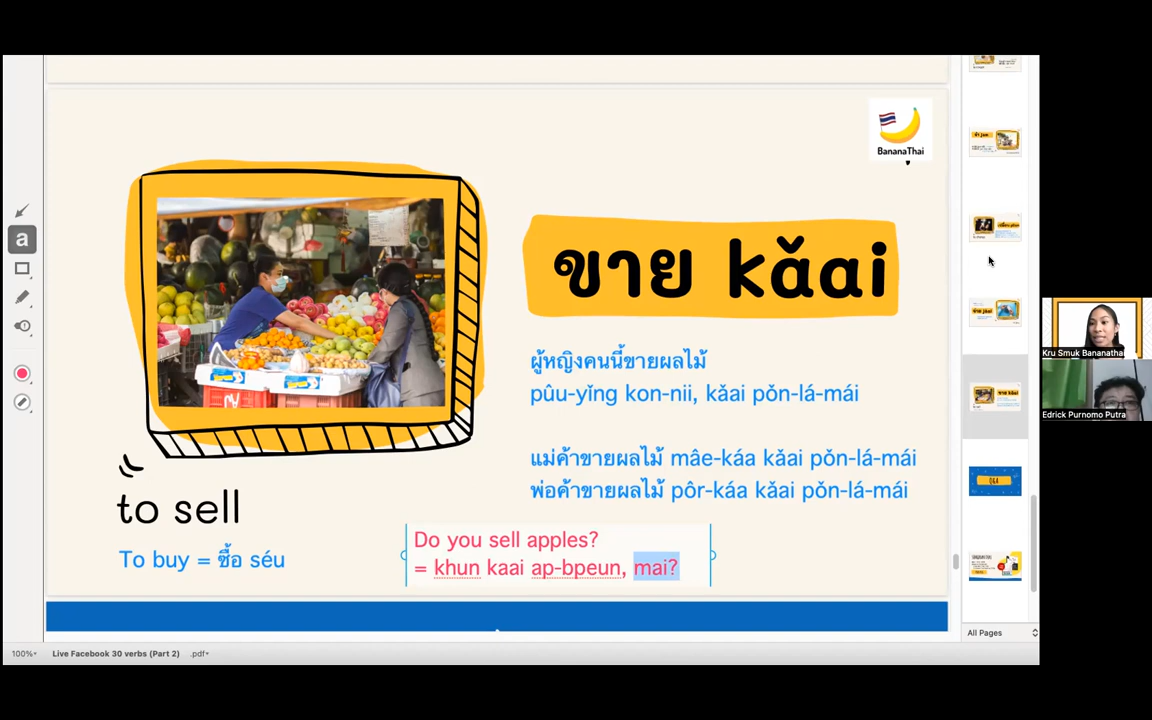 BananaThai
ขาย kǎai
ผู้หญิงคนนี้ขายผลไม้
pûu-yǐng kon-nii, kǎai pǒn-lá-mái
แม่ค้าขายผลไม้ mâe-káa kǎai pǒn-lá-mái
พ่อค้าขายผลไม้ pôr-káa kǎai pǒn-lá-mái
to sell
To buy = ซื้อ séu
Do you sell apples?
= khun kaai ap-bpeun, mai?
a
Kru Smuk Bananathai
Edrick Purnomo Putra
Q&A
All Pages
100%
Live Facebook 30 verbs (Part 2)
.pdf